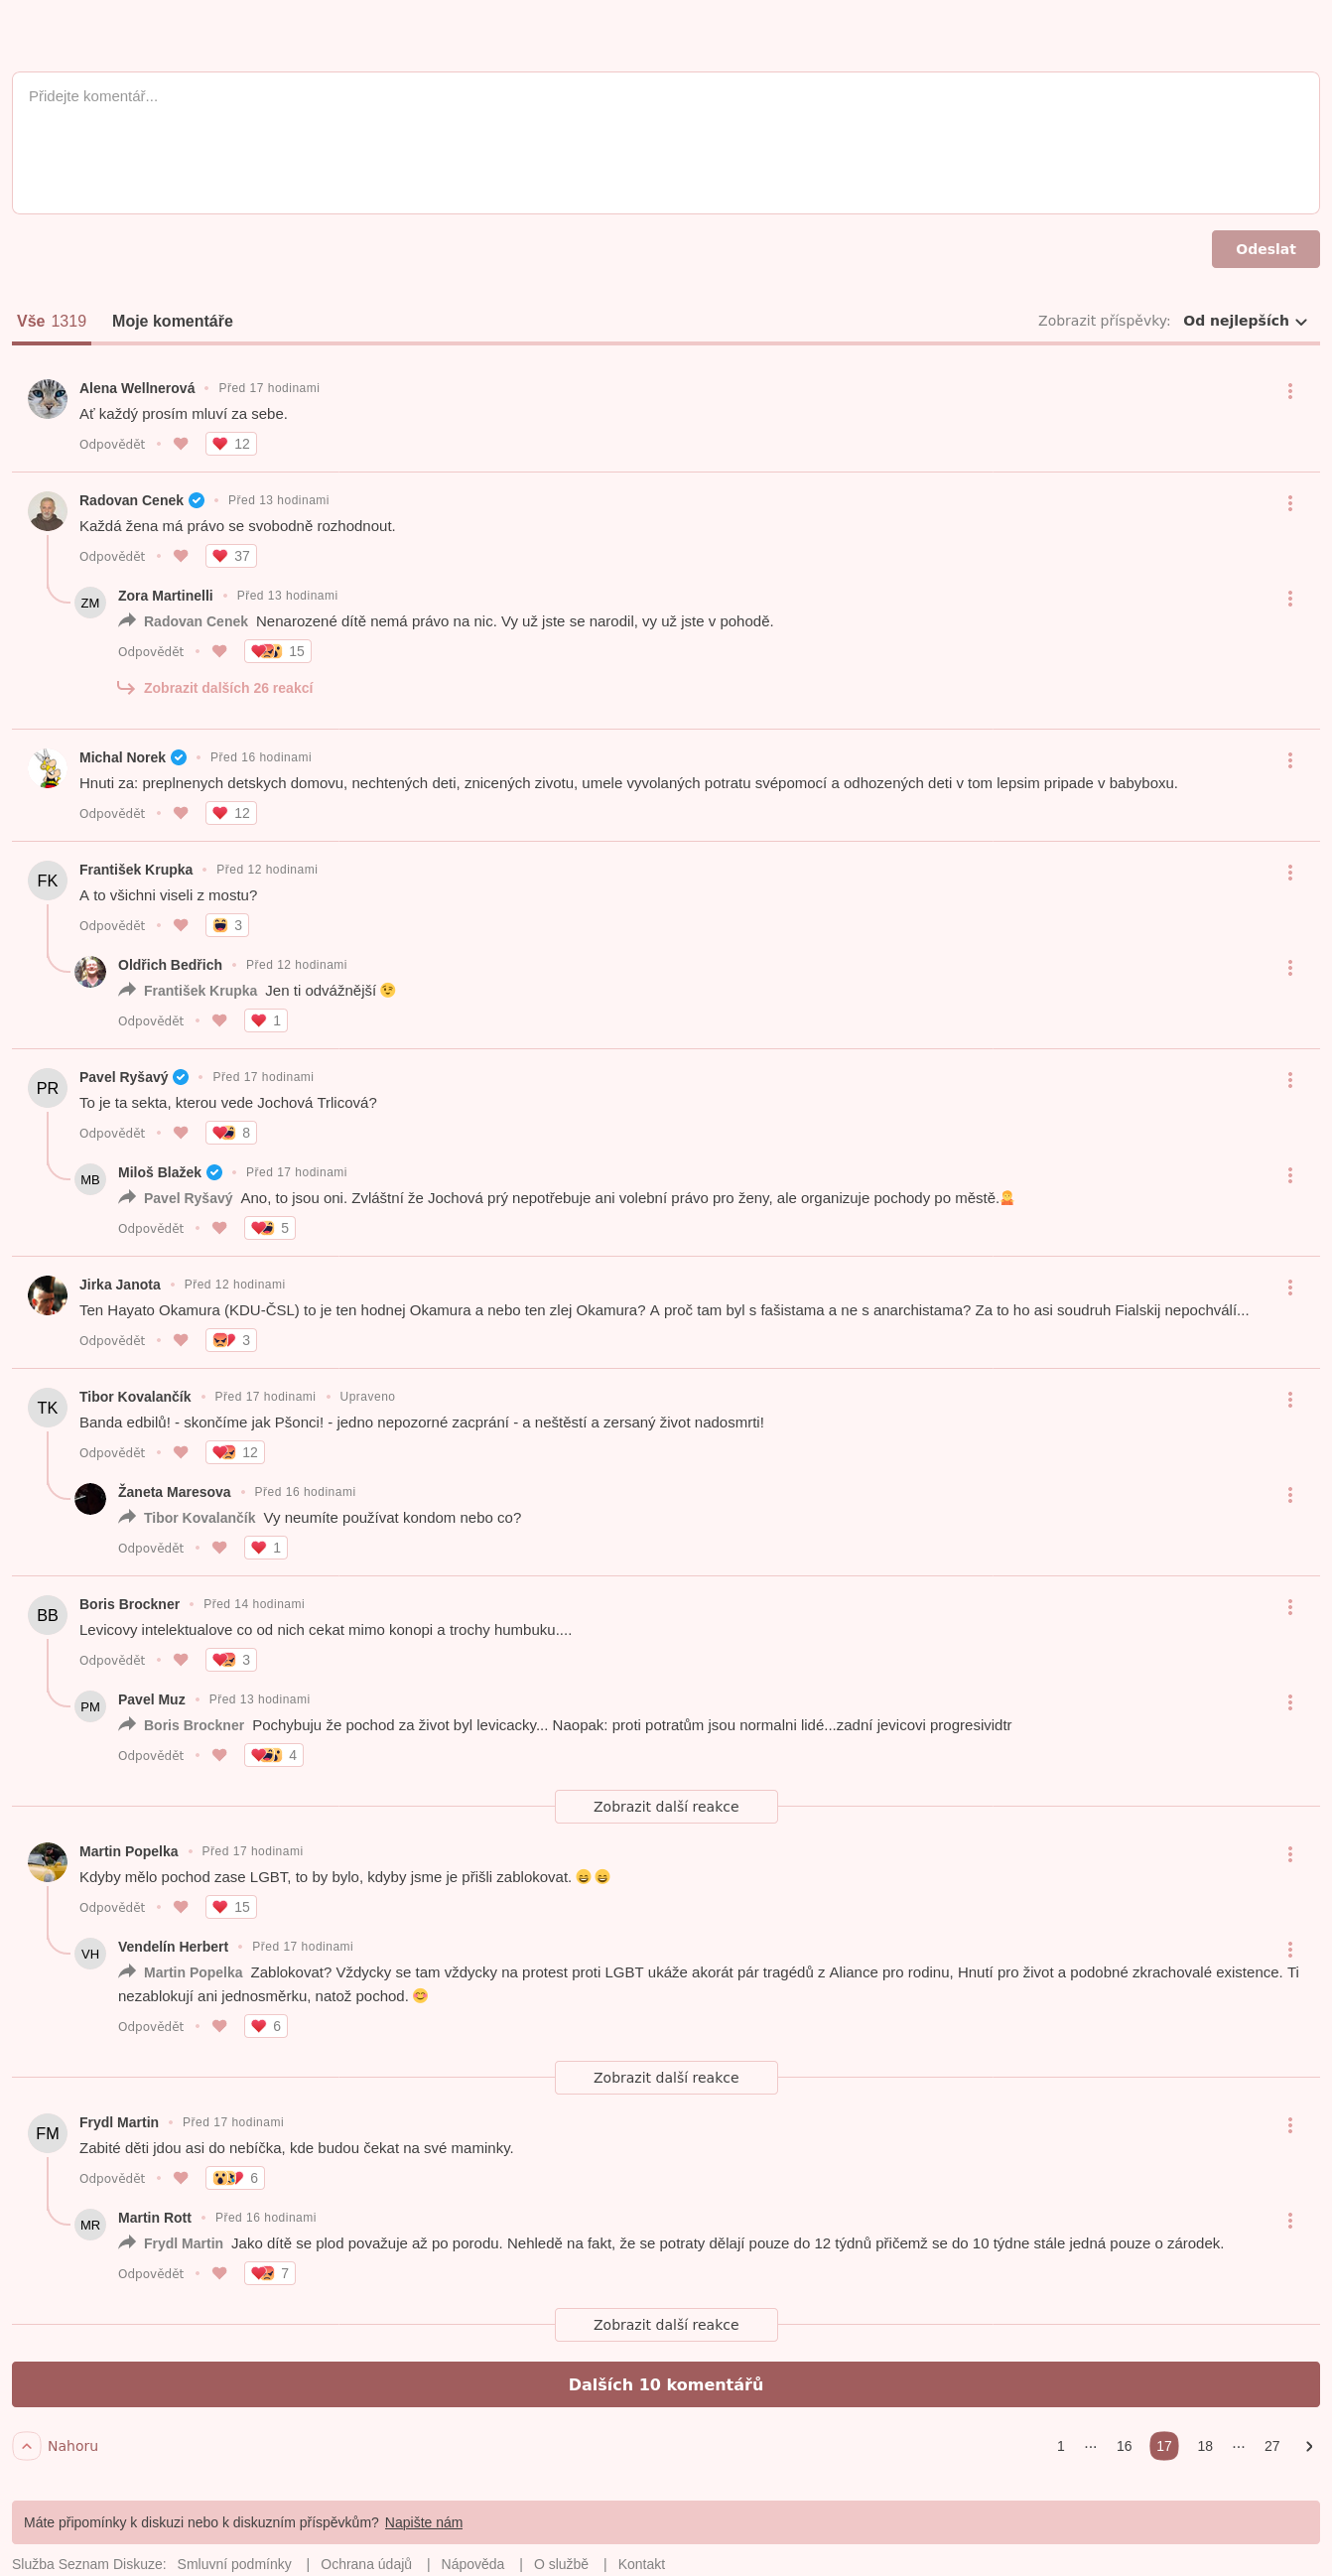 Přidejte komentář...
Odeslat
Vše 1319 Moje komentáře Zobrazit příspěvky: Od nejlepších
Alena Wellnerová • Před 17 hodinami
Ať každý prosím mluví za sebe.
Odpovědět • 12
Radovan Cenek • Před 13 hodinami
Každá žena má právo se svobodně rozhodnout.
Odpovědět • 37
ZM Zora Martinelli • Před 13 hodinami
Radovan Cenek Nenarozené dítě nemá právo na nic. Vy už jste se narodil, vy už jste v pohodě.
Odpovědět • 15
Zobrazit dalších 26 reakcí
Michal Norek • Před 16 hodinami
Hnuti za: preplnenych detskych domovu, nechtených deti, znicených zivotu, umele vyvolaných potratu svépomocí a odhozených deti v tom lepsim pripade v babyboxu.
Odpovědět • 12
FK František Krupka • Před 12 hodinami
A to všichni viseli z mostu?
Odpovědět • 3
Oldřich Bedřich • Před 12 hodinami
František Krupka Jen ti odvážnější 😉
Odpovědět • 1
PR Pavel Ryšavý • Před 17 hodinami
To je ta sekta, kterou vede Jochová Trlicová?
Odpovědět • 8
MB Miloš Blažek • Před 17 hodinami
Pavel Ryšavý Ano, to jsou oni. Zvláštní že Jochová prý nepotřebuje ani volební právo pro ženy, ale organizuje pochody po městě.🤷
Odpovědět • 5
Jirka Janota • Před 12 hodinami
Ten Hayato Okamura (KDU-ČSL) to je ten hodnej Okamura a nebo ten zlej Okamura? A proč tam byl s fašistama a ne s anarchistama? Za to ho asi soudruh Fialskij nepochválí...
Odpovědět • 3
TK Tibor Kovalančík • Před 17 hodinami • Upraveno
Banda edbilů! - skončíme jak Pšonci! - jedno nepozorné zacprání - a neštěstí a zersaný život nadosmrti!
Odpovědět • 12
Žaneta Maresova • Před 16 hodinami
Tibor Kovalančík Vy neumíte používat kondom nebo co?
Odpovědět • 1
BB Boris Brockner • Před 14 hodinami
Levicovy intelektualove co od nich cekat mimo konopi a trochy humbuku....
Odpovědět • 3
PM Pavel Muz • Před 13 hodinami
Boris Brockner Pochybuju že pochod za život byl levicacky... Naopak: proti potratům jsou normalni lidé...zadní jevicovi progresividtr
Odpovědět • 4
Zobrazit další reakce
Martin Popelka • Před 17 hodinami
Kdyby mělo pochod zase LGBT, to by bylo, kdyby jsme je přišli zablokovat. 😄😄
Odpovědět • 15
VH Vendelín Herbert • Před 17 hodinami
Martin Popelka Zablokovat? Vždycky se tam vždycky na protest proti LGBT ukáže akorát pár tragédů z Aliance pro rodinu, Hnutí pro život a podobné zkrachovalé existence. Ti
nezablokují ani jednosměrku, natož pochod. 😊
Odpovědět • 6
Zobrazit další reakce
FM Frydl Martin • Před 17 hodinami
Zabité děti jdou asi do nebíčka, kde budou čekat na své maminky.
Odpovědět • 6
MR Martin Rott • Před 16 hodinami
Frydl Martin Jako dítě se plod považuje až po porodu. Nehledě na fakt, že se potraty dělají pouze do 12 týdnů přičemž se do 10 týdne stále jedná pouze o zárodek.
Odpovědět • 7
Zobrazit další reakce
Dalších 10 komentářů
Nahoru 1 ··· 16 17 18 ··· 27
Máte připomínky k diskuzi nebo k diskuzním příspěvkům? Napište nám
Služba Seznam Diskuze: Smluvní podmínky | Ochrana údajů | Nápověda | O službě | Kontakt